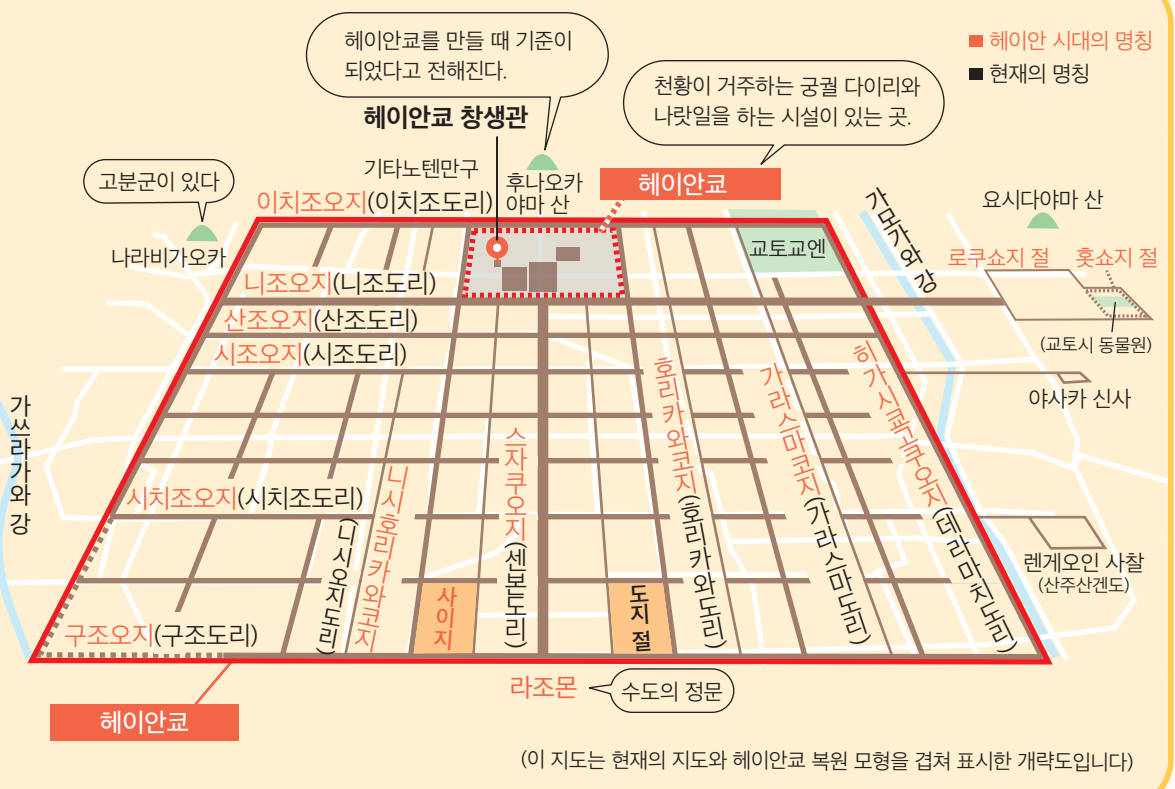 헤이안쿄를 만들 때 기준이
되었다고 전해진다.
■ 헤이안 시대의 명칭
■ 현재의 명칭
천황이 거주하는 궁궐 다이리와
나랏일을 하는 시설이 있는 곳.
헤이안쿄 창생관
고분군이 있다
기타노텐만구
후나오카
야마 산
헤이안쿄
이치조오지(이치조도리)
나라비가오카
가모가와 강
요시다야마 산
교토교엔
로쿠쇼지 절
홋쇼지 절
(교토시 동물원)
니조오지(니조도리)
산조오지(산조도리)
시조오지(시조도리)
야사카 신사
가쓰라가와 강
시치조오지(시치조도리)
(니시오지도리)
니시호리카와코지
스자쿠오지(센본도리)
호리카와코지(호리카와도리)
가라스마코지(가라스마도리)
히가시쿄고쿠오지(데라마치도리)
렌게오인 사찰
(산주산겐도)
사이지
도지 절
구조오지(구조도리)
라조몬
수도의 정문
헤이안쿄
(이 지도는 현재의 지도와 헤이안쿄 복원 모형을 겹쳐 표시한 개략도입니다)